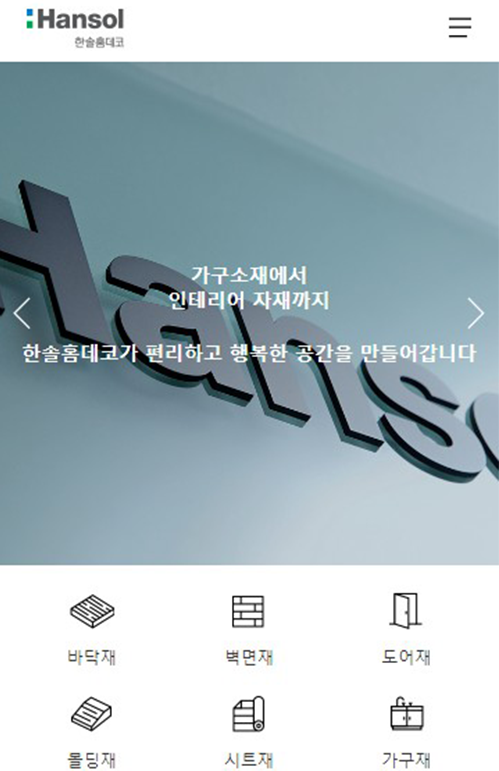 Hansol
한솔홈데코
Hanso
가구소재에서
인테리어 자재까지
한솔홈데코가 편리하고 행복한 공간을 만들어갑니다
바닥재
벽면재
도어재
몰딩재
시트재
가구재